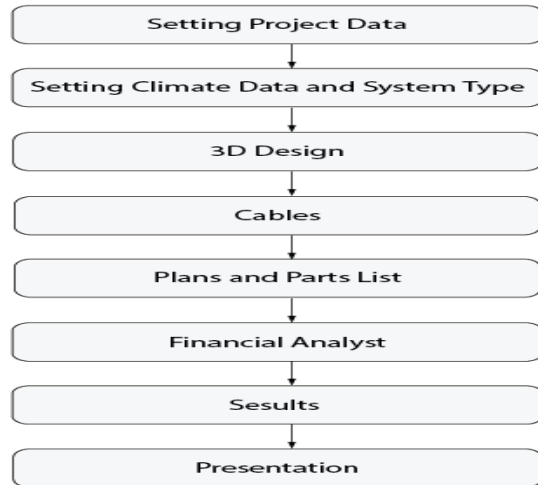 Setting Project Data
Setting Climate Data and System Type
3D Design
Cables
Plans and Parts List
Financial Analyst
Sesults
Presentation